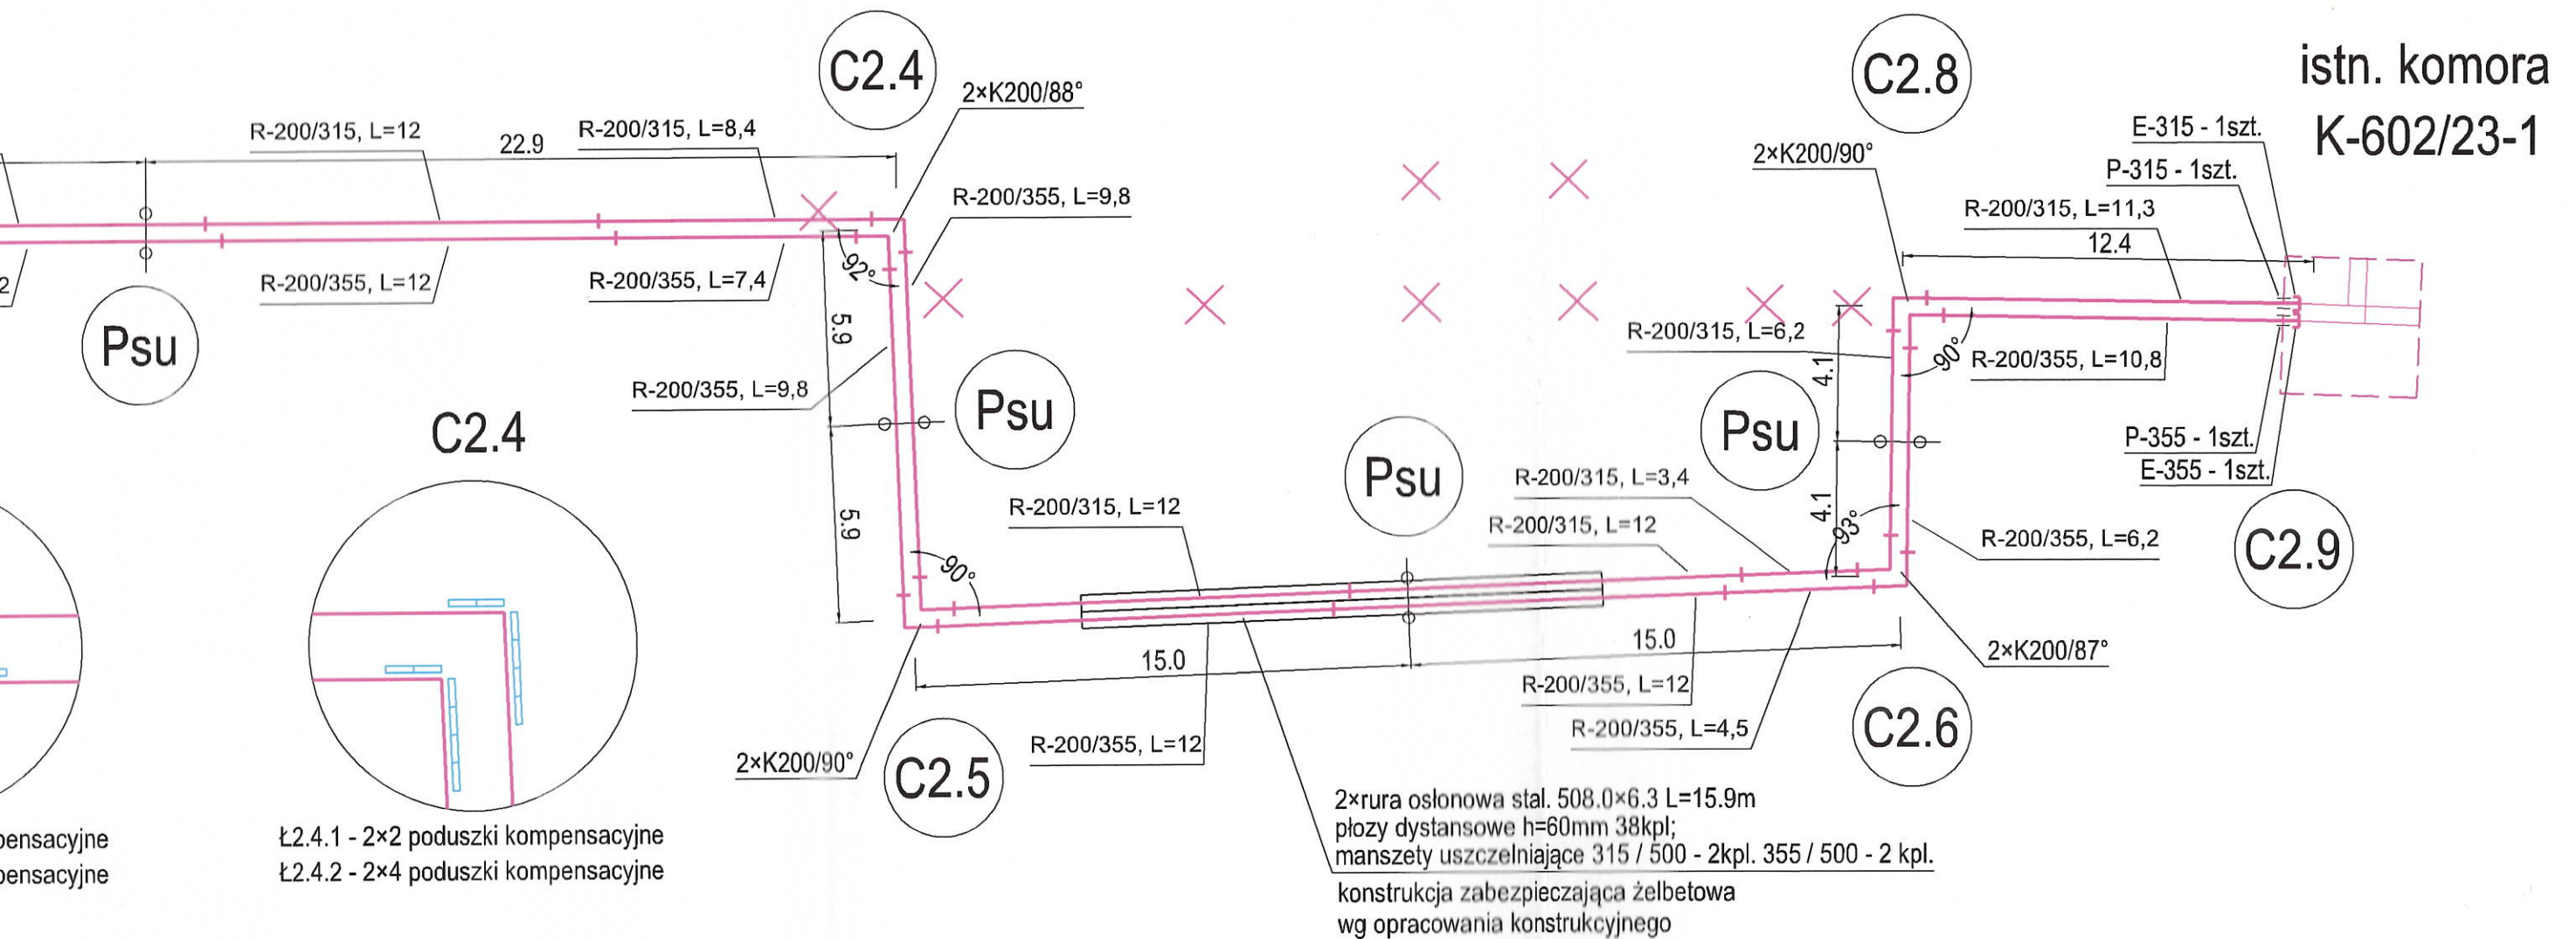 C2.4
2×K200/88°
R-200/315, L=12
22.9
R-200/315, L=8,4
R-200/355, L=9,8
2
R-200/355, L=12
R-200/355, L=7,4
92°
Psu
5.9
R-200/355, L=9,8
Psu
5.9
90°
C2.8
istn. komora
K-602/23-1
2×K200/90°
E-315 - 1szt.
P-315 - 1szt.
R-200/315, L=11,3
12.4
R-200/315, L=6,2
4.1
90°
R-200/355, L=10,8
Psu
P-355 - 1szt.
E-355 - 1szt.
Psu
R-200/315, L=3,4
4.1
R-200/315, L=12
R-200/315, L=12
93°
R-200/355, L=6,2
C2.9
15.0
15.0
2×K200/87°
R-200/355, L=12
R-200/355, L=4,5
C2.6
R-200/355, L=12
2×K200/90°
C2.5
2×rura osłonowa stal. 508.0×6.3 L=15.9m
płozy dystansowe h=60mm 38kpl;
manszety uszczelniające 315 / 500 - 2kpl. 355 / 500 - 2 kpl.
konstrukcja zabezpieczająca żelbetowa
wg opracowania konstrukcyjnego
C2.4
Ł2.4.1 - 2×2 poduszki kompensacyjne
Ł2.4.2 - 2×4 poduszki kompensacyjne
pensacyjne
pensacyjne